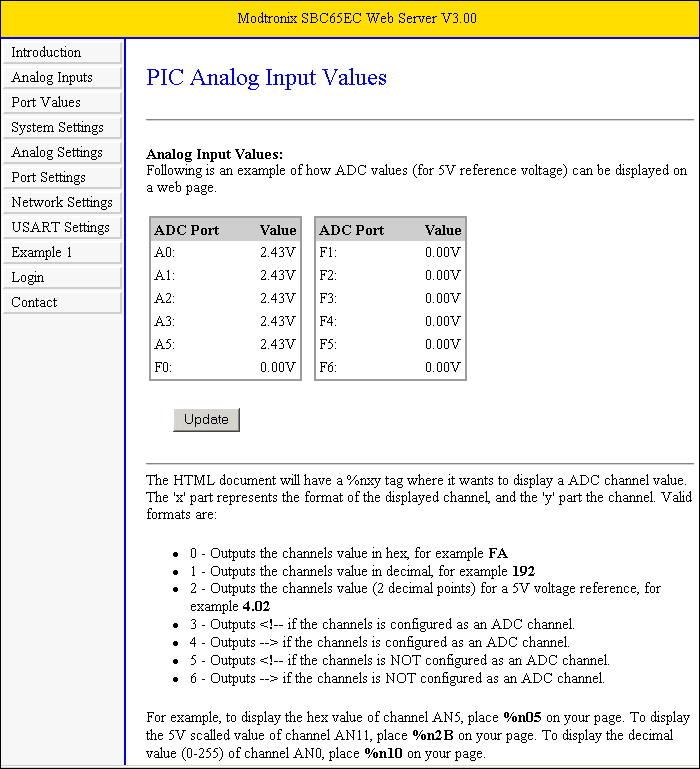 Modtronix SBC65EC Web Server V3.00
Introduction
Analog Inputs
Port Values
System Settings
Analog Settings
Port Settings
Network Settings
USART Settings
Example 1
Login
Contact
PIC Analog Input Values
Analog Input Values:
Following is an example of how ADC values (for 5V reference voltage) can be displayed on
a web page.
ADC Port Value ADC Port Value
A0: 2.43V F1: 0.00V
A1: 2.43V F2: 0.00V
A2: 2.43V F3: 0.00V
A3: 2.43V F4: 0.00V
A5: 2.43V F5: 0.00V
F0: 0.00V F6: 0.00V
Update
The HTML document will have a %nxy tag where it wants to display a ADC channel value.
The 'x' part represents the format of the displayed channel, and the 'y' part the channel. Valid
formats are:
• 0 - Outputs the channels value in hex, for example FA
• 1 - Outputs the channels value in decimal, for example 192
• 2 - Outputs the channels value (2 decimal points) for a 5V voltage reference, for
example 4.02
• 3 - Outputs <!-- if the channels is configured as an ADC channel.
• 4 - Outputs --> if the channels is configured as an ADC channel.
• 5 - Outputs <!-- if the channels is NOT configured as an ADC channel.
• 6 - Outputs --> if the channels is NOT configured as an ADC channel.
For example, to display the hex value of channel AN5, place %n05 on your page. To display
the 5V scalled value of channel AN11, place %n2B on your page. To display the decimal
value (0-255) of channel AN0, place %n10 on your page.